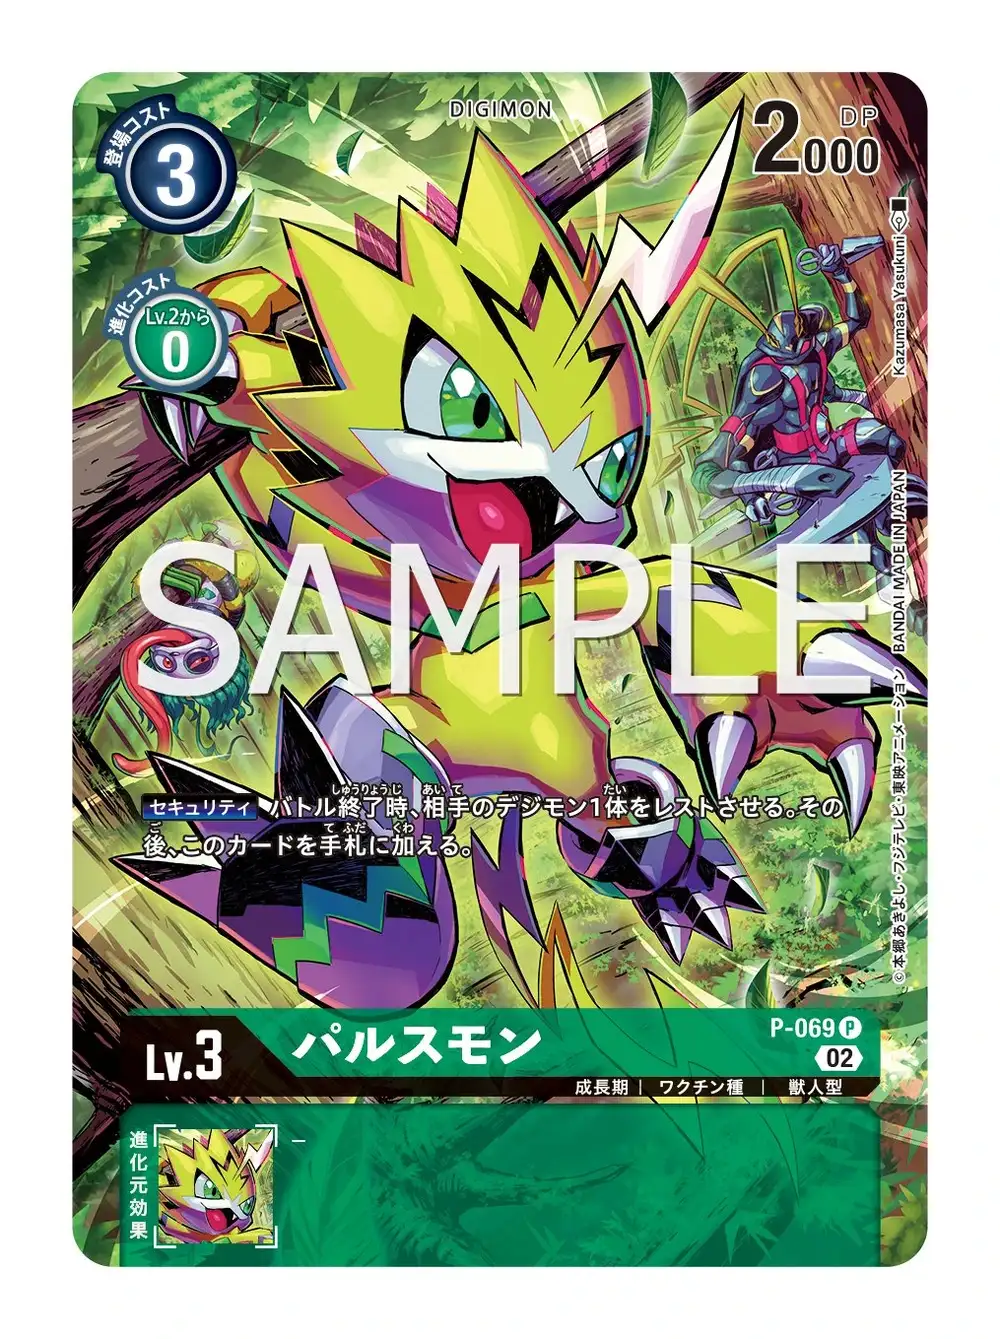 DIGIMON
登場コスト
3
2000
DP
進化コスト
Lv.2から
0
Kazumasa Yasukuni
BANDAI MADE IN JAPAN
©本郷あきよし・フジテレビ・東映アニメーション
SAMPLE
セキュリティ バトル終了時、相手のデジモン1体をレストさせる。その
後、このカードを手札に加える。
Lv.3
パルスモン
P-069 P
02
成長期 | ワクチン種 | 獣人型
進化元効果
–